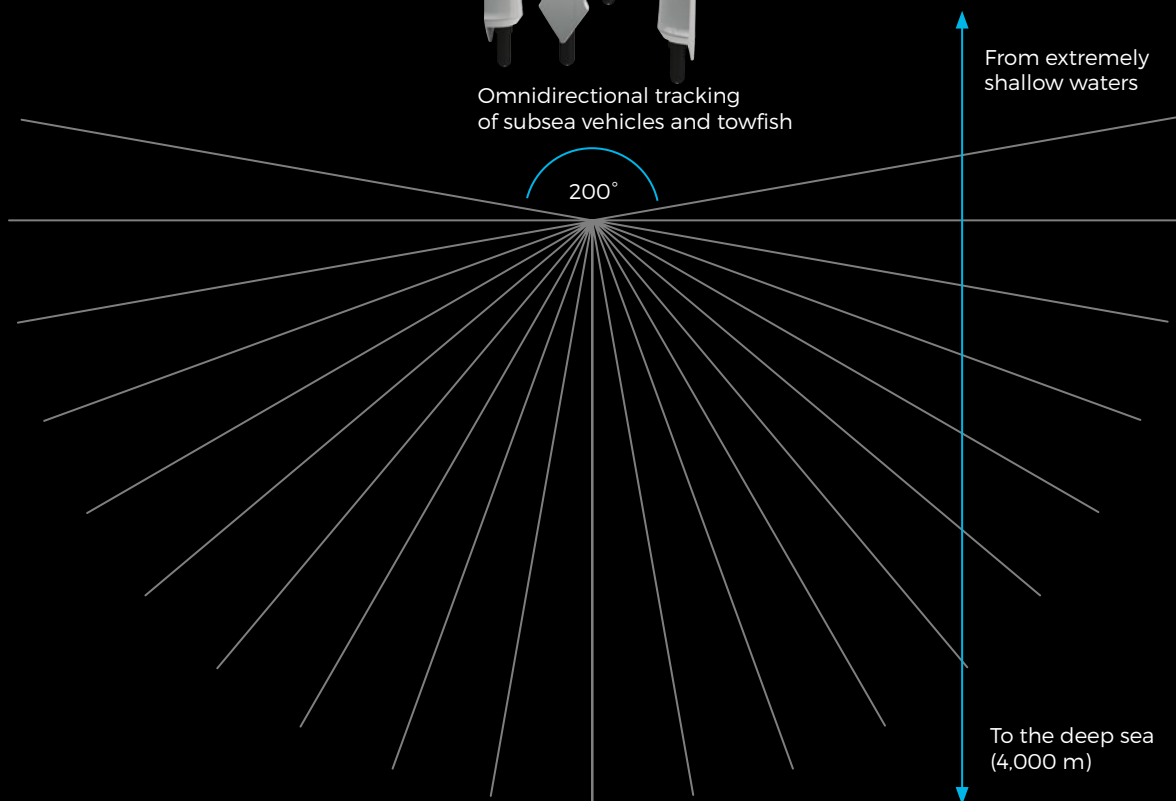 From extremely
shallow waters
Omnidirectional tracking
of subsea vehicles and towfish
200°
To the deep sea
(4,000 m)